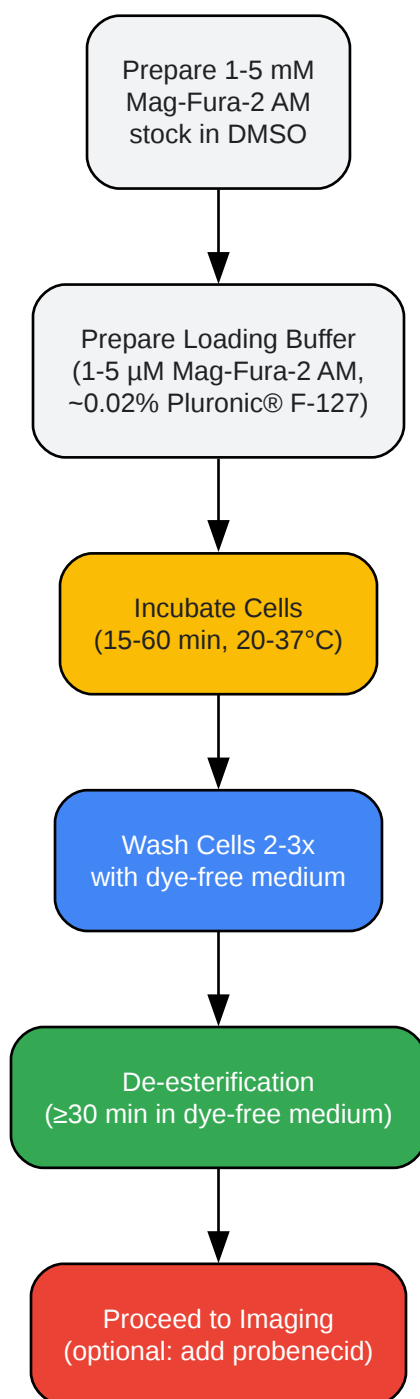 Prepare 1-5 mM
Mag-Fura-2 AM
stock in DMSO
Prepare Loading Buffer
(1-5 µM Mag-Fura-2 AM,
~0.02% Pluronic® F-127)
Incubate Cells
(15-60 min, 20-37°C)
Wash Cells 2-3x
with dye-free medium
De-esterification
(≥30 min in dye-free medium)
Proceed to Imaging
(optional: add probenecid)